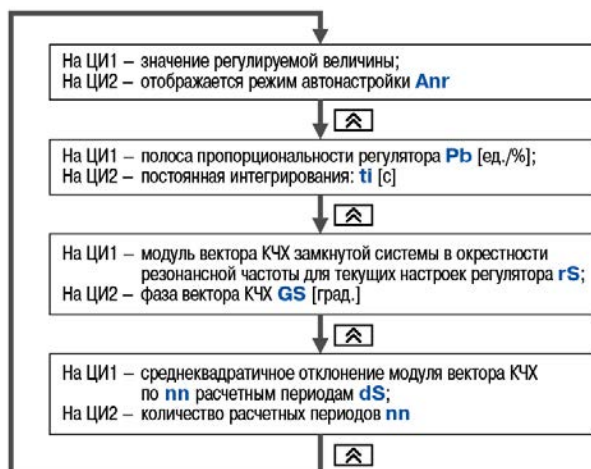 На ЦИ1 – значение регулируемой величины;
На ЦИ2 – отображается режим автонастройки Anr
На ЦИ1 – полоса пропорциональности регулятора Pb [ед./%];
На ЦИ2 – постоянная интегрирования: ti [с]
На ЦИ1 – модуль вектора КЧХ замкнутой системы в окрестности
резонансной частоты для текущих настроек регулятора rS;
На ЦИ2 – фаза вектора КЧХ GS [град.]
На ЦИ1 – среднеквадратичное отклонение модуля вектора КЧХ
по nn расчетным периодам dS;
На ЦИ2 – количество расчетных периодов nn